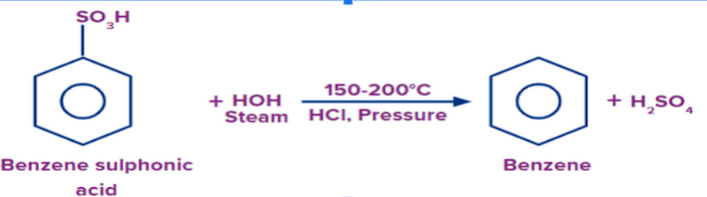 SO₃H
+ HOH
Steam
150-200°C
HCl, Pressure
+ H₂SO₄
Benzene sulphonic
acid
Benzene